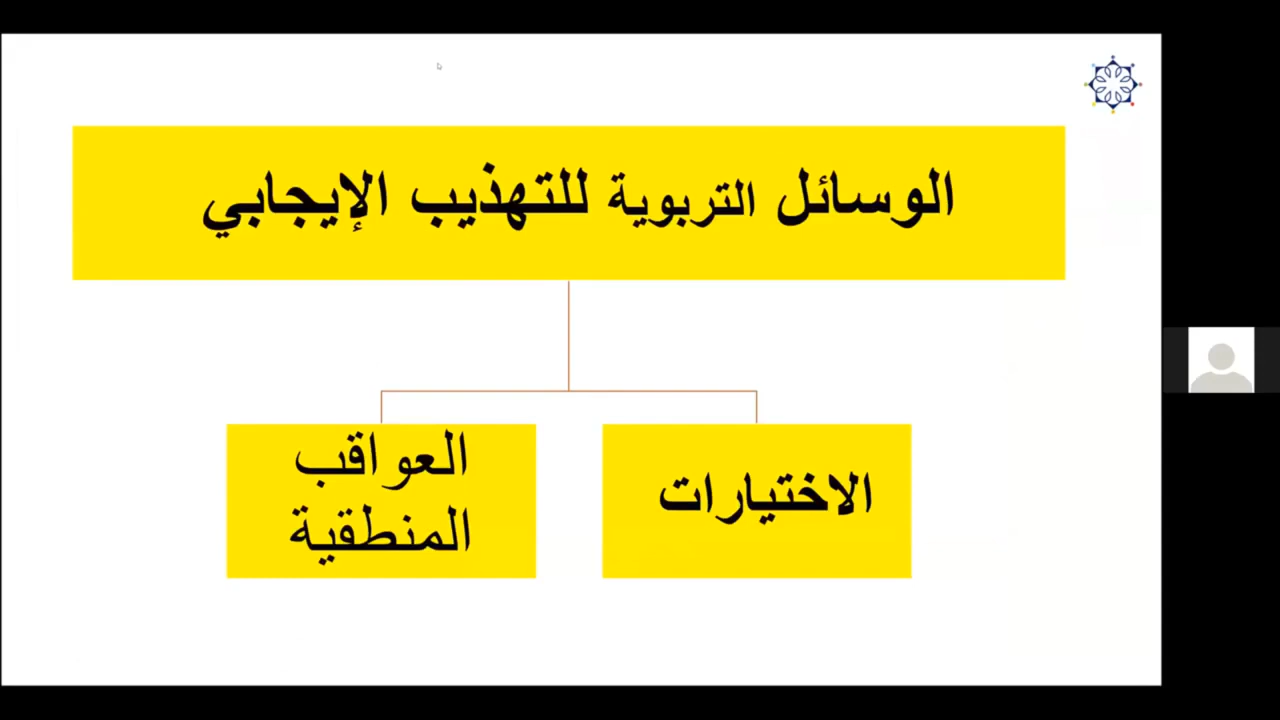 الوسائل التربوية للتهذيب الإيجابي
الاختيارات
العواقب
المنطقية